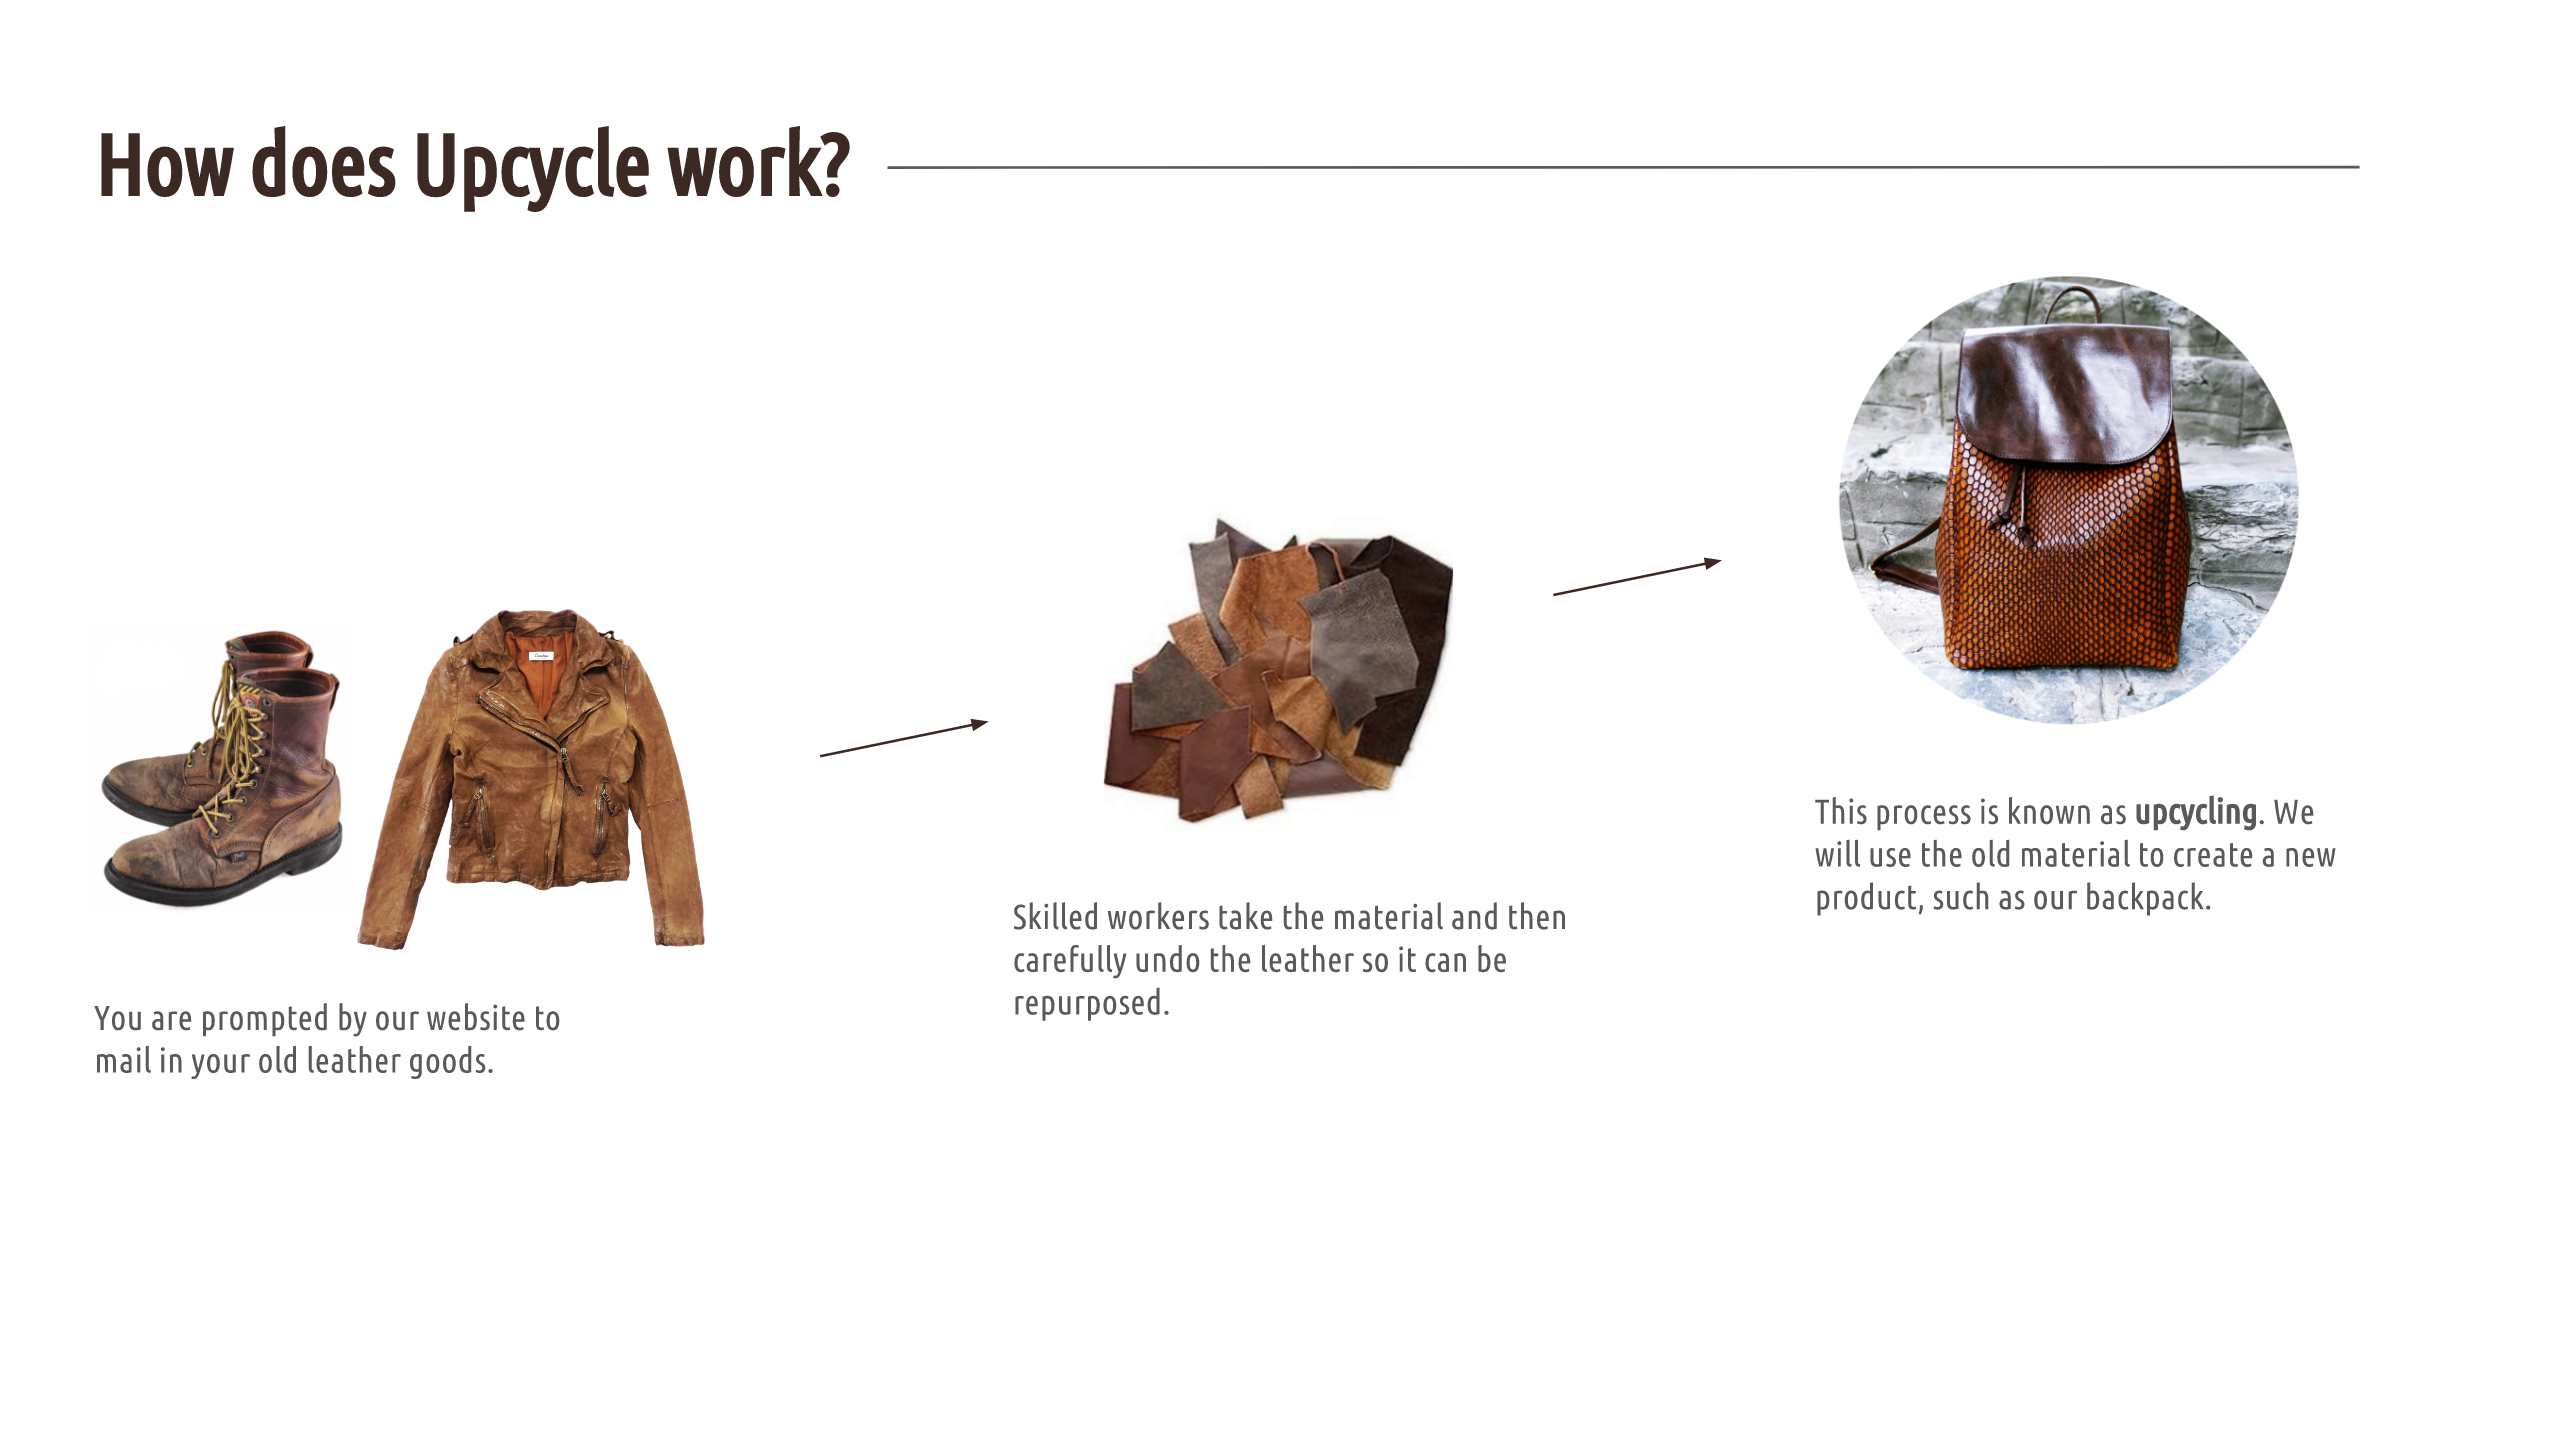 How does Upcycle work?
You are prompted by our website to
mail in your old leather goods.
Skilled workers take the material and then
carefully undo the leather so it can be
repurposed.
This process is known as upcycling. We
will use the old material to create a new
product, such as our backpack.